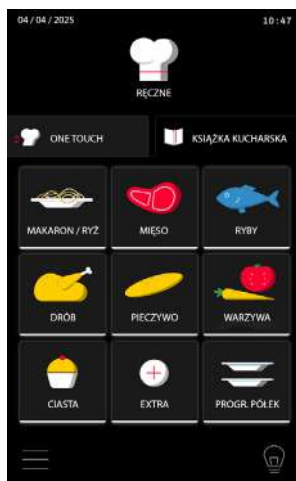 04 / 04 / 2025 10:47
RĘCZNE
ONE TOUCH KSIĄŻKA KUCHARSKA
MAKARON / RYŻ MIĘSO RYBY
DRÓB PIECZYWO WARZYWA
CIASTA EXTRA PROGR. PÓŁEK